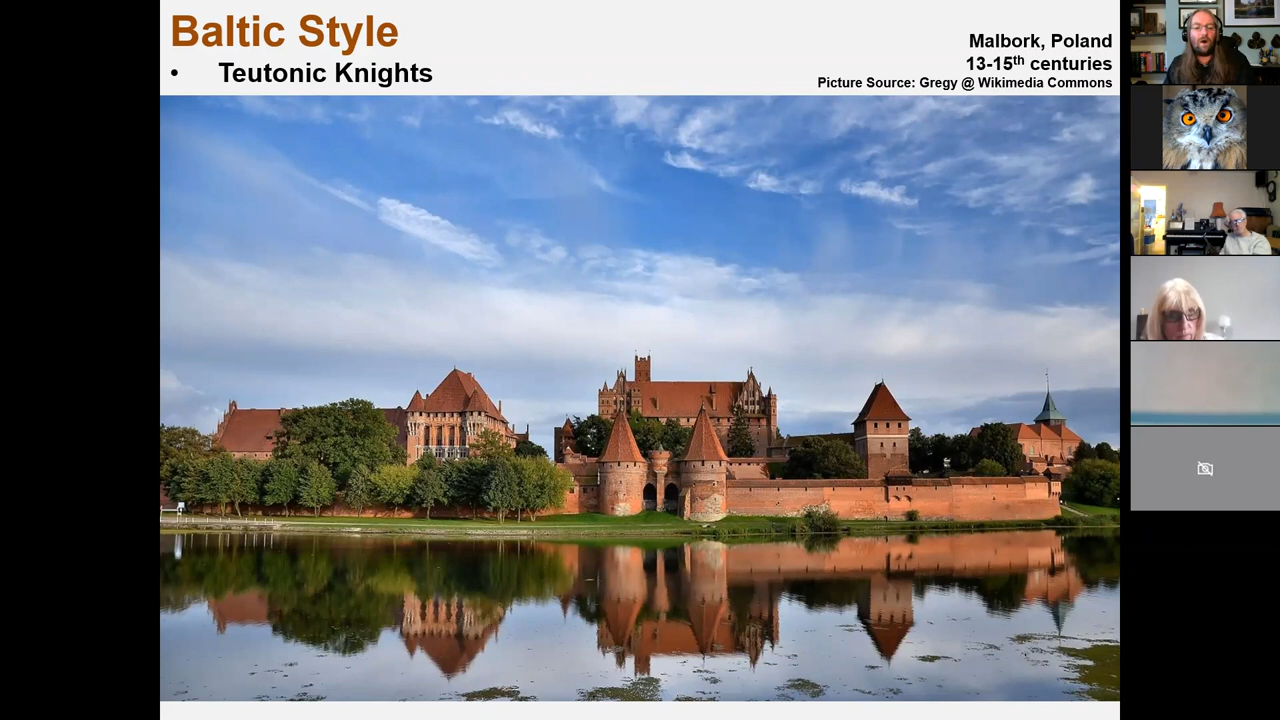 Baltic Style
• Teutonic Knights
Malbork, Poland
13-15th centuries
Picture Source: Gregy @ Wikimedia Commons